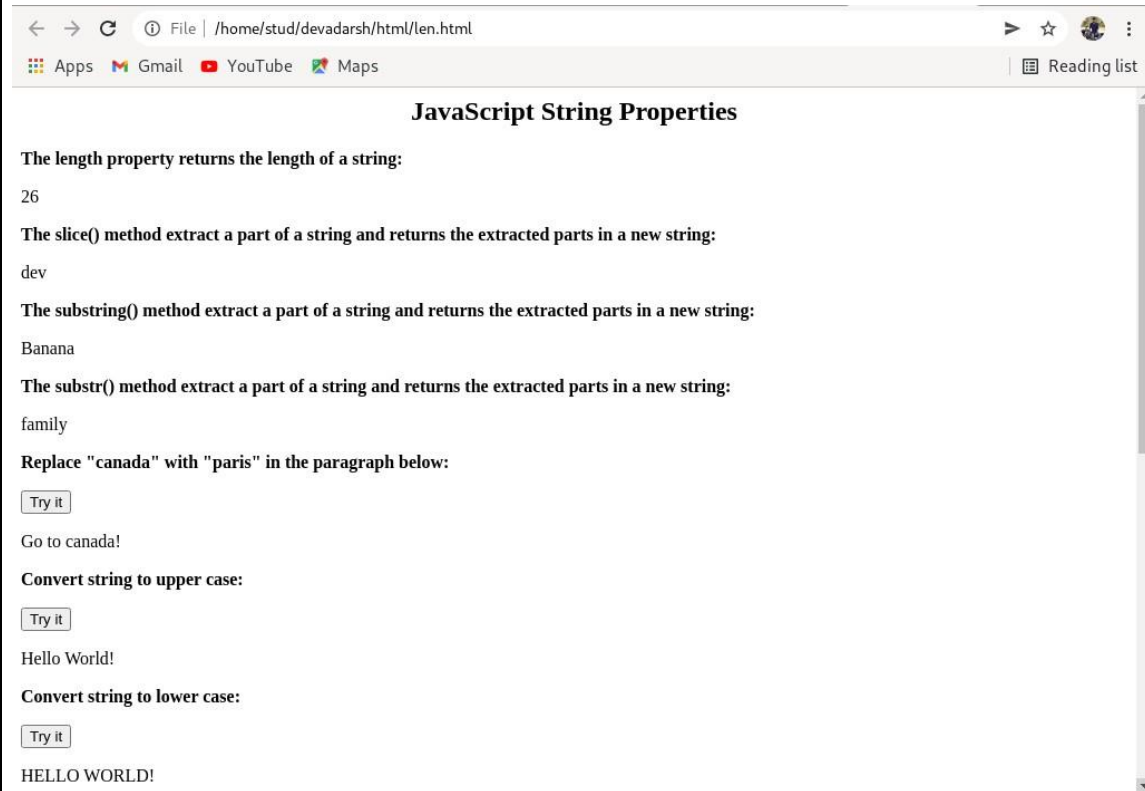 File | /home/stud/devadarsh/html/len.html
Apps Gmail YouTube Maps Reading list
JavaScript String Properties
The length property returns the length of a string:
26
The slice() method extract a part of a string and returns the extracted parts in a new string:
dev
The substring() method extract a part of a string and returns the extracted parts in a new string:
Banana
The substr() method extract a part of a string and returns the extracted parts in a new string:
family
Replace "canada" with "paris" in the paragraph below:
Try it
Go to canada!
Convert string to upper case:
Try it
Hello World!
Convert string to lower case:
Try it
HELLO WORLD!